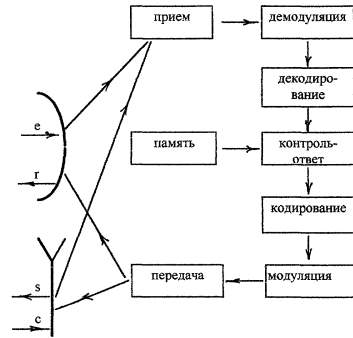 прием
демодуляция
декодиро-
вание
e
память
контроль-
ответ
r
кодирование
s
передача
модуляция
c